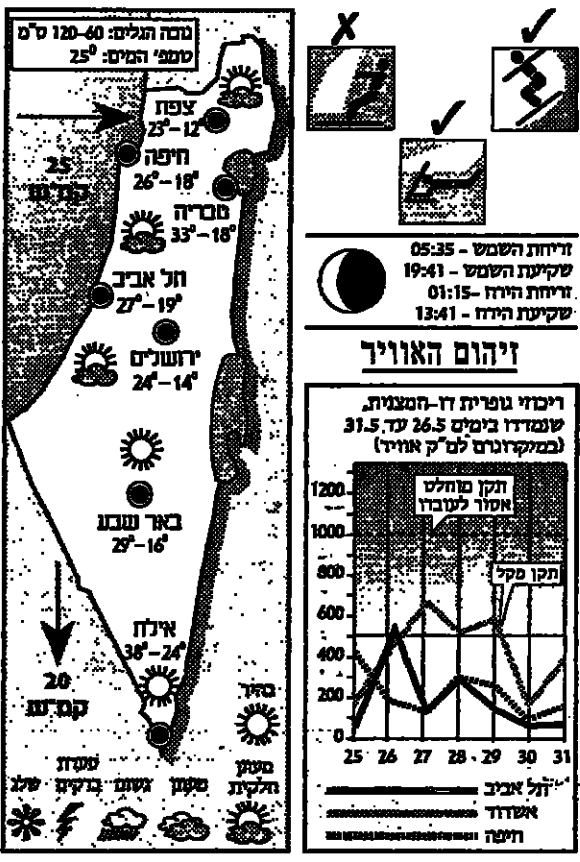 גובה הגלים: 120-60 ס"מ
טמפ' המים: 25°
צפת
23°-12°
חיפה
26°-18°
25
קמ"ש
טבריה
33°-18°
תל אביב
27°-19°
ירושלים
24°-14°
באר שבע
29°-16°
אילת
38°-24°
20
קמ"ש
בהיר
מעונן
חלקית
מעונן
גשום
סערת
ברקים
שלג
זריחת השמש - 05:35
שקיעת השמש - 19:41
זריחת הירח - 01:15
שקיעת הירח - 13:41
זיהום האוויר
ריכוזי גופרית דו-חמצנית,
שנמדדו בימים 26.5 עד 31.5
(במיקרוגרם למ"ק אוויר)
תקן מוחלט
אסור לעוברו
תקן מקל
1200
1000
800
600
400
200
0
25 26 27 28 29 30 31
תל אביב
אשדוד
חיפה